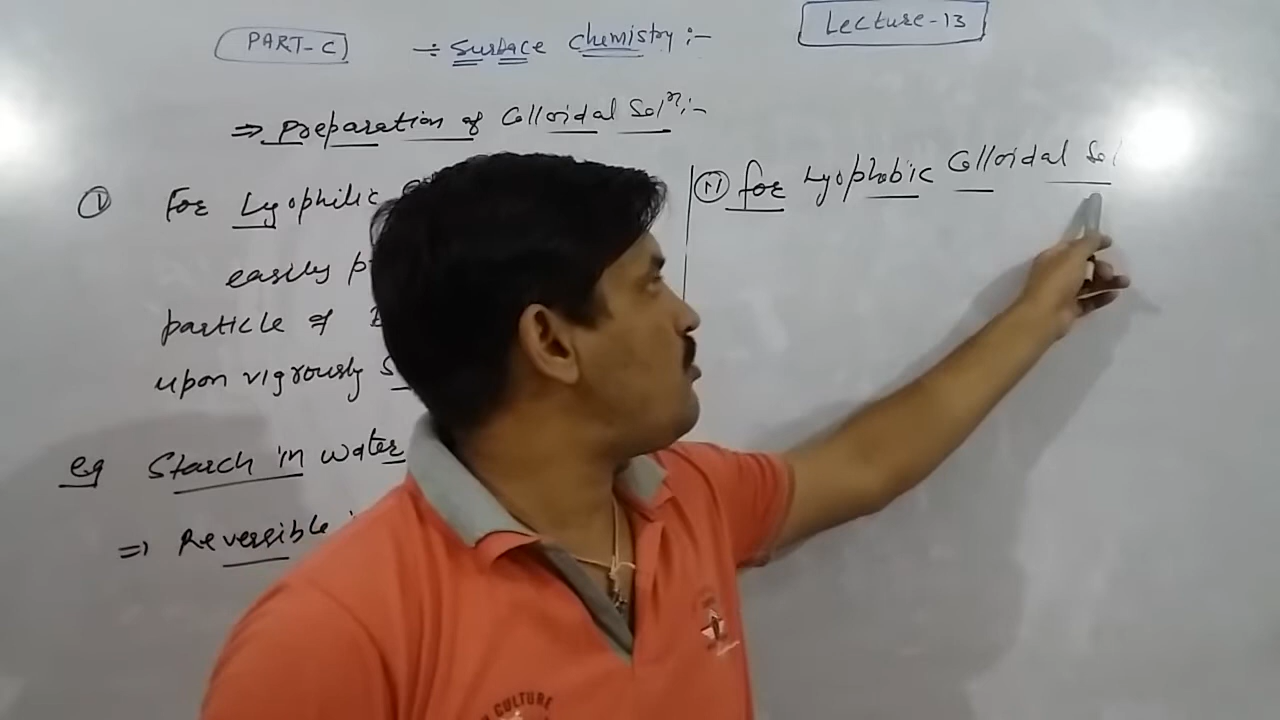 PART-C
÷ Surface Chemistry :-
Lecture-13
⇒ Preparation of Colloidal Solⁿ:-
① For Lyophilic
easily
particle of
upon vigrously
eg Starch in water
⇒ Reversible
(ii) for Lyophobic Colloidal Sol
CULTURE